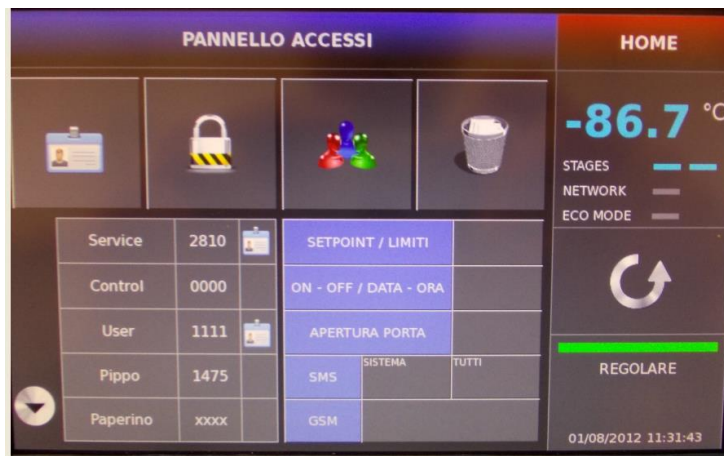 PANNELLO ACCESSI
HOME
-86.7 °C
STAGES
NETWORK
ECO MODE
Service 2810
Control 0000
User 1111
Pippo 1475
Paperino xxxx
SETPOINT / LIMITI
ON - OFF / DATA - ORA
APERTURA PORTA
SMS SISTEMA TUTTI
GSM
REGOLARE
01/08/2012 11:31:43